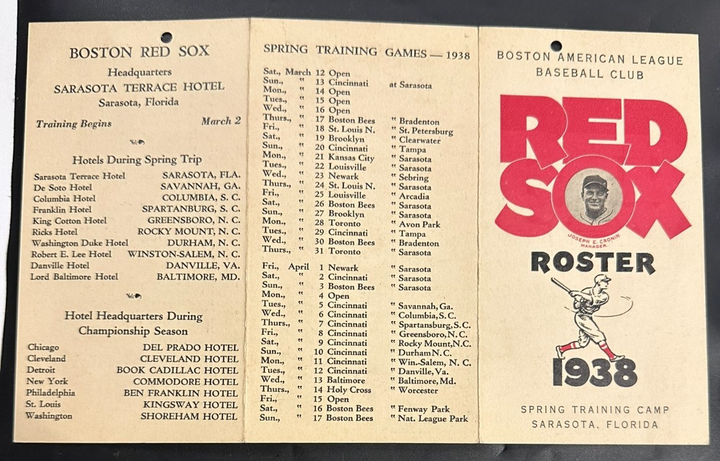 BOSTON RED SOX
Headquarters
SARASOTA TERRACE HOTEL
Sarasota, Florida
Training Begins March 2
Hotels During Spring Trip
Sarasota Terrace Hotel SARASOTA, FLA.
De Soto Hotel SAVANNAH, GA.
Columbia Hotel COLUMBIA, S. C.
Franklin Hotel SPARTANBURG, S. C.
King Cotton Hotel GREENSBORO, N. C.
Ricks Hotel ROCKY MOUNT, N. C.
Washington Duke Hotel DURHAM, N. C.
Robert E. Lee Hotel WINSTON-SALEM, N. C.
Danville Hotel DANVILLE, VA.
Lord Baltimore Hotel BALTIMORE, MD.
Hotel Headquarters During
Championship Season
Chicago DEL PRADO HOTEL
Cleveland CLEVELAND HOTEL
Detroit BOOK CADILLAC HOTEL
New York COMMODORE HOTEL
Philadelphia BEN FRANKLIN HOTEL
St. Louis KINGSWAY HOTEL
Washington SHOREHAM HOTEL
SPRING TRAINING GAMES — 1938
Sat., March 12 Open
Sun., " 13 Cincinnati at Sarasota
Mon., " 14 Open
Tues., " 15 Open
Wed., " 16 Open
Thurs., " 17 Boston Bees " Bradenton
Fri., " 18 St. Louis N. " St. Petersburg
Sat., " 19 Brooklyn " Clearwater
Sun., " 20 Cincinnati " Tampa
Mon., " 21 Kansas City " Sarasota
Tues., " 22 Louisville " Sarasota
Wed., " 23 Newark " Sebring
Thurs., " 24 St. Louis N. " Sarasota
Fri., " 25 Louisville " Arcadia
Sat., " 26 Boston Bees " Sarasota
Sun., " 27 Brooklyn " Sarasota
Mon., " 28 Toronto " Avon Park
Tues., " 29 Cincinnati " Tampa
Wed., " 30 Boston Bees " Bradenton
Thurs., " 31 Toronto " Sarasota
Fri., April 1 Newark " Sarasota
Sat., " 2 Cincinnati " Sarasota
Sun., " 3 Boston Bees " Sarasota
Mon., " 4 Open
Tues., " 5 Cincinnati " Savannah, Ga.
Wed., " 6 Cincinnati " Columbia, S. C.
Thurs., " 7 Cincinnati " Spartansburg, S. C.
Fri., " 8 Cincinnati " Greensboro, N. C.
Sat., " 9 Cincinnati " Rocky Mount, N. C.
Sun., " 10 Cincinnati " Durham N. C.
Mon., " 11 Cincinnati " Win.-Salem, N. C.
Tues., " 12 Cincinnati " Danville, Va.
Wed., " 13 Baltimore " Baltimore, Md.
Thurs., " 14 Holy Cross " Worcester
Fri., " 15 Open
Sat., " 16 Boston Bees " Fenway Park
Sun., " 17 Boston Bees " Nat. League Park
BOSTON AMERICAN LEAGUE
BASEBALL CLUB
RED
SOX
JOSEPH E. CRONIN
MANAGER
ROSTER
1938
SPRING TRAINING CAMP
SARASOTA, FLORIDA